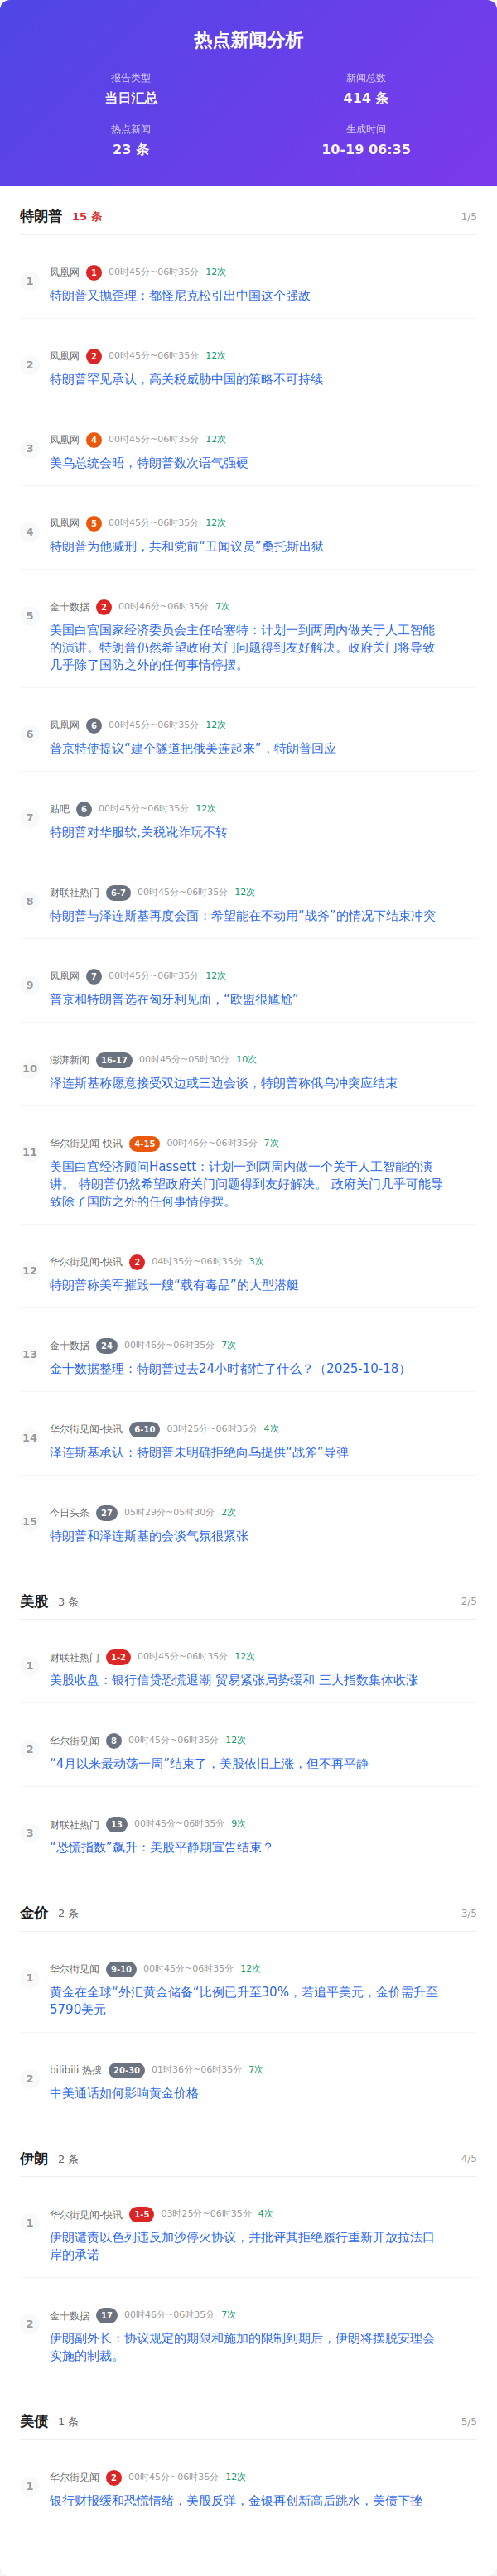 热点新闻分析
报告类型 新闻总数
当日汇总 414 条
热点新闻 生成时间
23 条 10-19 06:35
特朗普 15 条 1/5
1 凤凰网 1 00时45分~06时35分 12次
特朗普又抛歪理：都怪尼克松引出中国这个强敌
2 凤凰网 2 00时45分~06时35分 12次
特朗普罕见承认，高关税威胁中国的策略不可持续
3 凤凰网 4 00时45分~06时35分 12次
美乌总统会晤，特朗普数次语气强硬
4 凤凰网 5 00时45分~06时35分 12次
特朗普为他减刑，共和党前“丑闻议员”桑托斯出狱
5 金十数据 2 00时46分~06时35分 7次
美国白宫国家经济委员会主任哈塞特：计划一到两周内做关于人工智能
的演讲。特朗普仍然希望政府关门问题得到友好解决。政府关门将导致
几乎除了国防之外的任何事情停摆。
6 凤凰网 6 00时45分~06时35分 12次
普京特使提议“建个隧道把俄美连起来”，特朗普回应
7 贴吧 6 00时45分~06时35分 12次
特朗普对华服软,关税讹诈玩不转
8 财联社热门 6-7 00时45分~06时35分 12次
特朗普与泽连斯基再度会面：希望能在不动用“战斧”的情况下结束冲突
9 凤凰网 7 00时45分~06时35分 12次
普京和特朗普选在匈牙利见面，“欧盟很尴尬”
10 澎湃新闻 16-17 00时45分~05时30分 10次
泽连斯基称愿意接受双边或三边会谈，特朗普称俄乌冲突应结束
11 华尔街见闻-快讯 4-15 00时46分~06时35分 7次
美国白宫经济顾问Hassett：计划一到两周内做一个关于人工智能的演
讲。 特朗普仍然希望政府关门问题得到友好解决。 政府关门几乎可能导
致除了国防之外的任何事情停摆。
12 华尔街见闻-快讯 2 04时35分~06时35分 3次
特朗普称美军摧毁一艘“载有毒品”的大型潜艇
13 金十数据 24 00时46分~06时35分 7次
金十数据整理：特朗普过去24小时都忙了什么？（2025-10-18）
14 华尔街见闻-快讯 6-10 03时25分~06时35分 4次
泽连斯基承认：特朗普未明确拒绝向乌提供“战斧”导弹
15 今日头条 27 05时29分~05时30分 2次
特朗普和泽连斯基的会谈气氛很紧张
美股 3 条 2/5
1 财联社热门 1-2 00时45分~06时35分 12次
美股收盘：银行信贷恐慌退潮 贸易紧张局势缓和 三大指数集体收涨
2 华尔街见闻 8 00时45分~06时35分 12次
“4月以来最动荡一周”结束了，美股依旧上涨，但不再平静
3 财联社热门 13 00时45分~06时35分 9次
“恐慌指数”飙升：美股平静期宣告结束？
金价 2 条 3/5
1 华尔街见闻 9-10 00时45分~06时35分 12次
黄金在全球“外汇黄金储备”比例已升至30%，若追平美元，金价需升至
5790美元
2 bilibili 热搜 20-30 01时36分~06时35分 7次
中美通话如何影响黄金价格
伊朗 2 条 4/5
1 华尔街见闻-快讯 1-5 03时25分~06时35分 4次
伊朗谴责以色列违反加沙停火协议，并批评其拒绝履行重新开放拉法口
岸的承诺
2 金十数据 17 00时46分~06时35分 7次
伊朗副外长：协议规定的期限和施加的限制到期后，伊朗将摆脱安理会
实施的制裁。
美债 1 条 5/5
1 华尔街见闻 2 00时45分~06时35分 12次
银行财报缓和恐慌情绪，美股反弹，金银再创新高后跳水，美债下挫